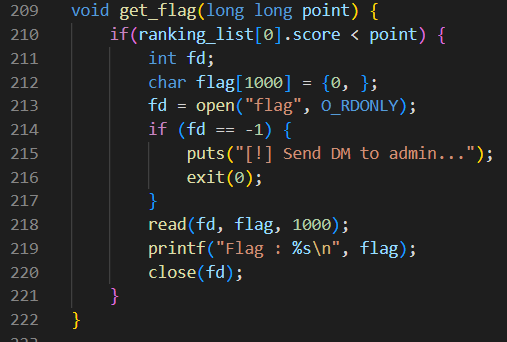 209 void get_flag(long long point) {
210 if(ranking_list[0].score < point) {
211 int fd;
212 char flag[1000] = {0, };
213 fd = open("flag", O_RDONLY);
214 if (fd == -1) {
215 puts("[!] Send DM to admin...");
216 exit(0);
217 }
218 read(fd, flag, 1000);
219 printf("Flag : %s\n", flag);
220 close(fd);
221 }
222 }